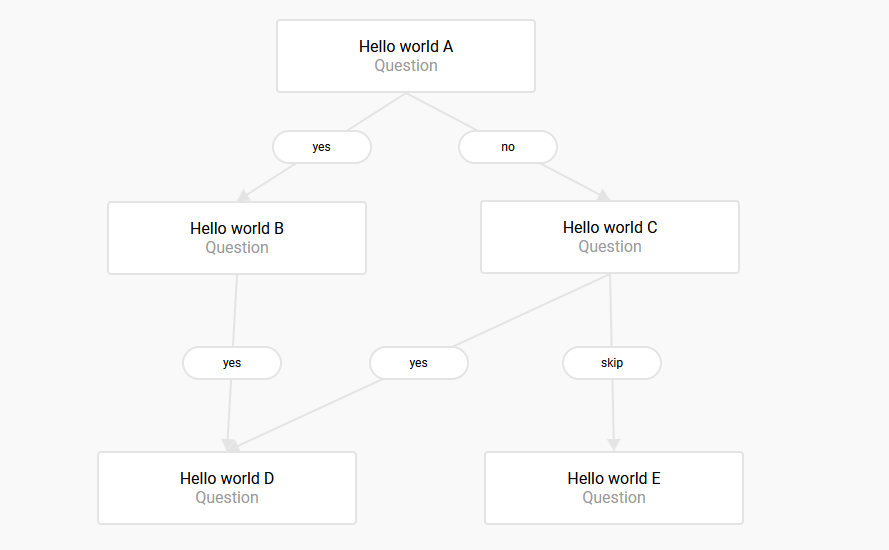 Hello world A
Question
yes
no
Hello world B
Question
Hello world C
Question
yes
yes
skip
Hello world D
Question
Hello world E
Question